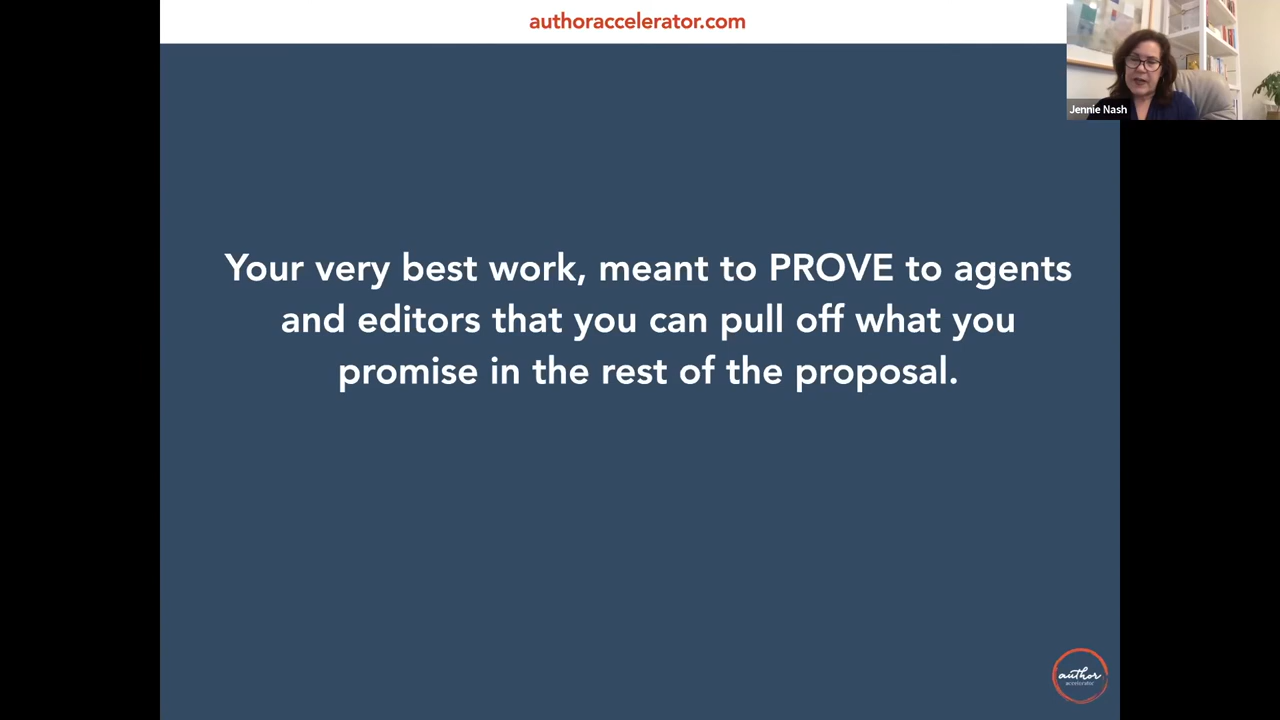 authoraccelerator.com
Jennie Nash
Your very best work, meant to PROVE to agents
and editors that you can pull off what you
promise in the rest of the proposal.
author
accelerator